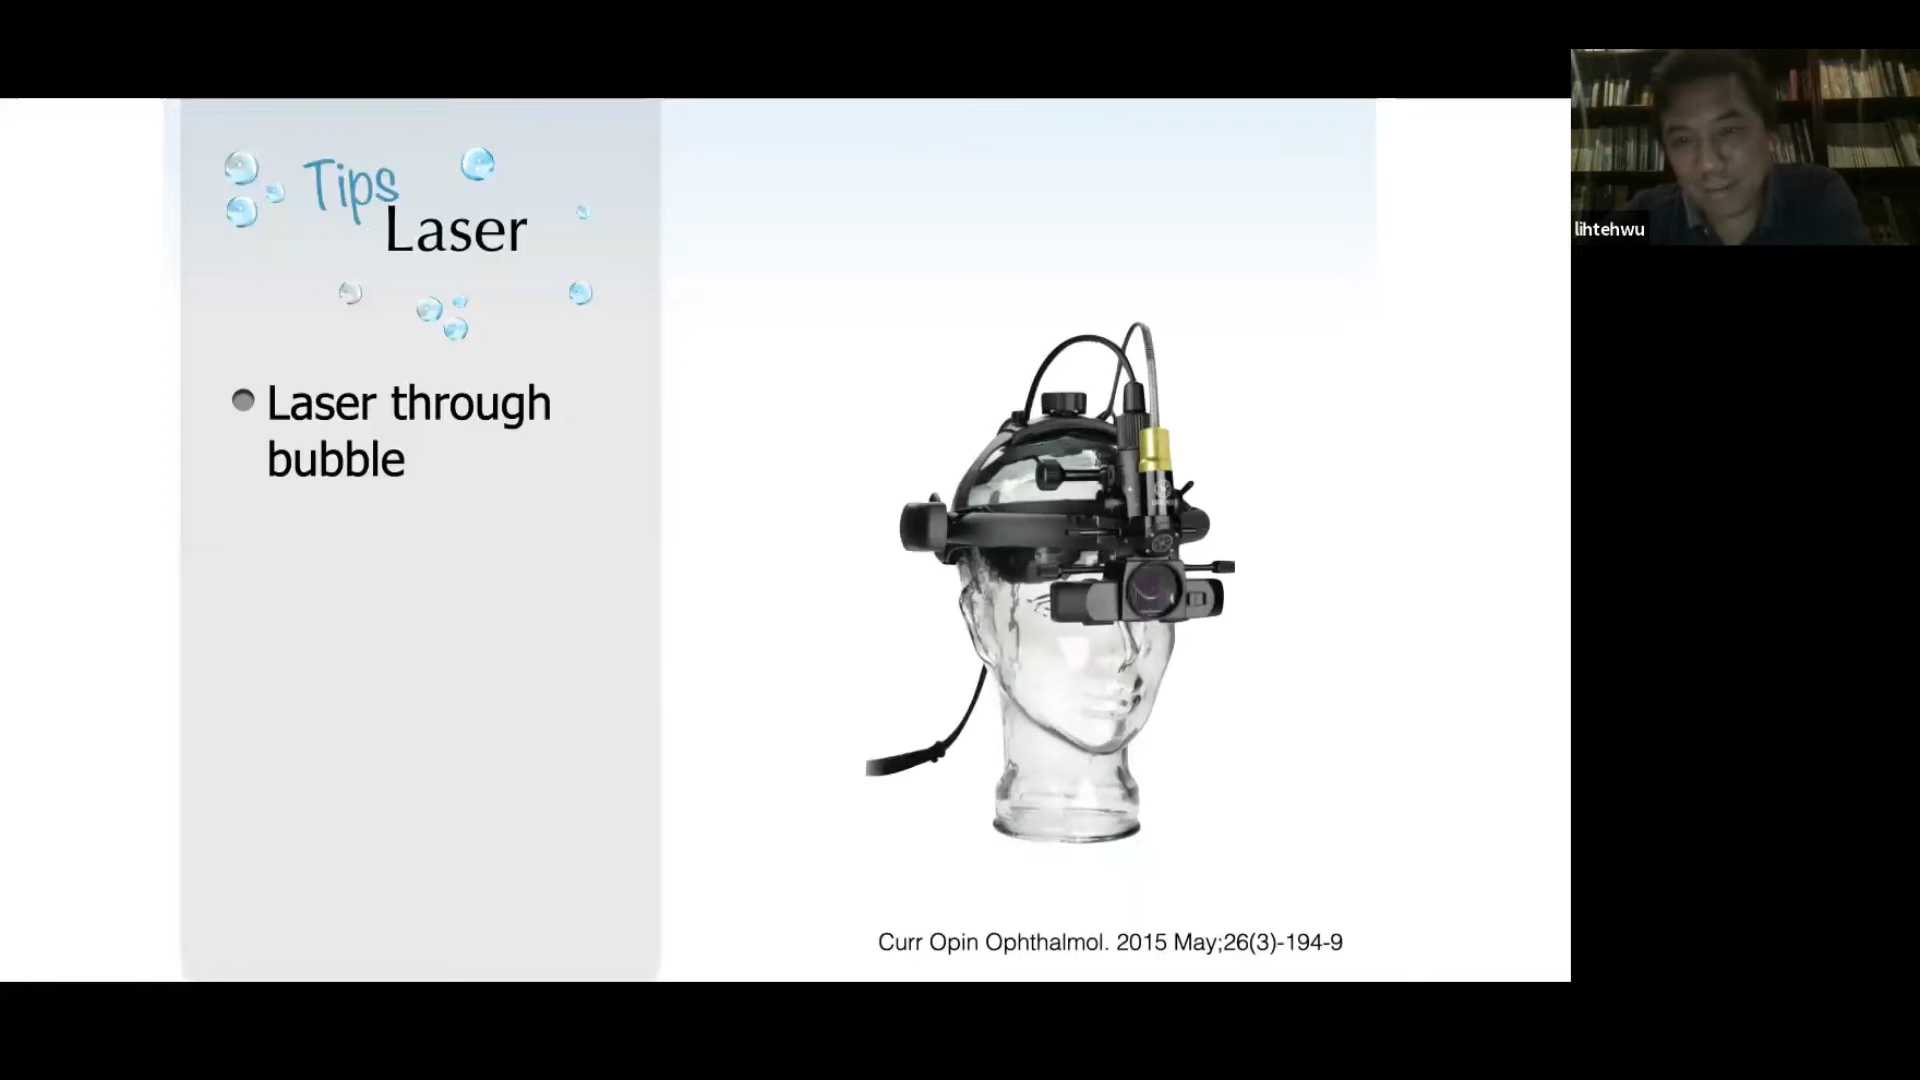 Tips
Laser
Laser through
bubble
Curr Opin Ophthalmol. 2015 May;26(3)-194-9
lihtehwu